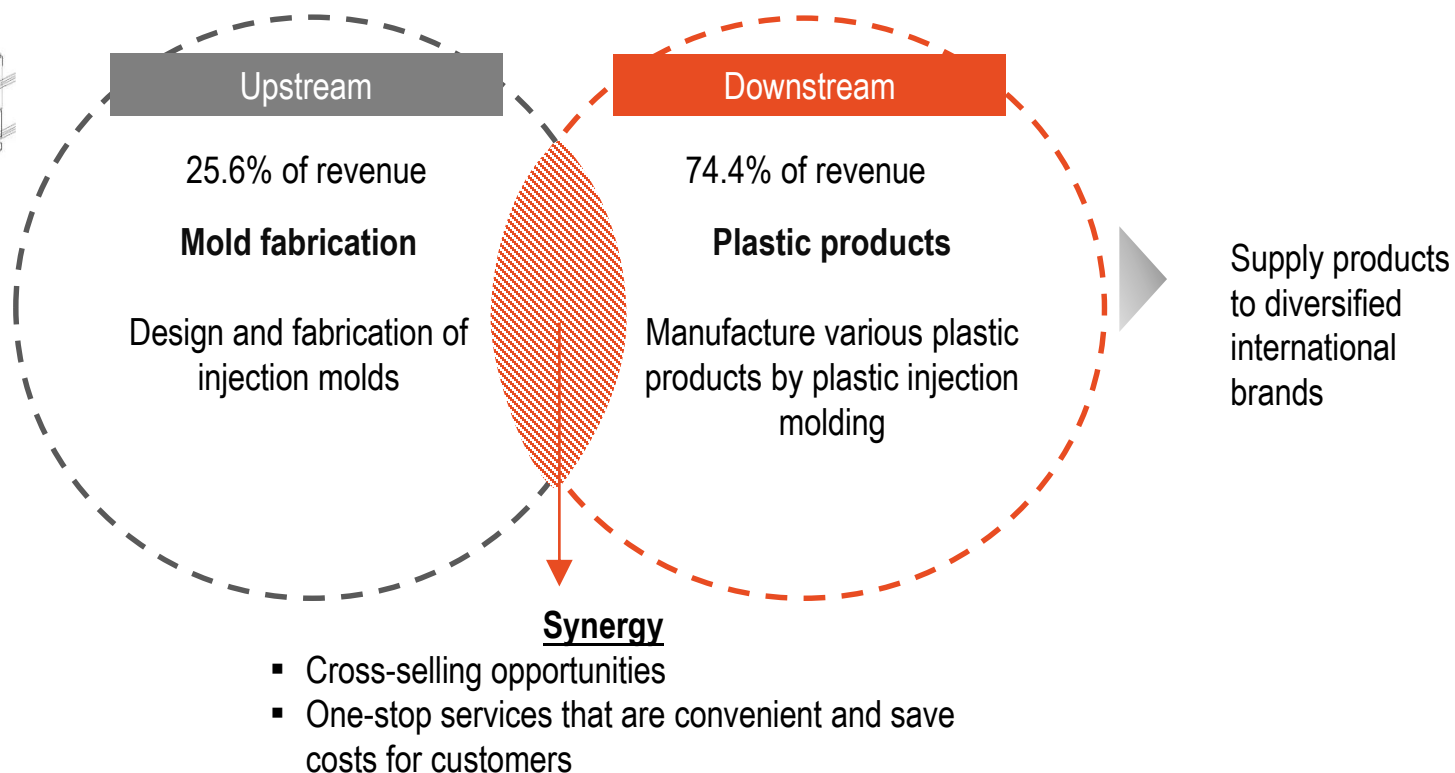 Upstream
25.6% of revenue
Mold fabrication
Design and fabrication of
injection molds
Downstream
74.4% of revenue
Plastic products
Manufacture various plastic
products by plastic injection
molding
Supply products
to diversified
international
brands
Synergy
▪ Cross-selling opportunities
▪ One-stop services that are convenient and save
costs for customers